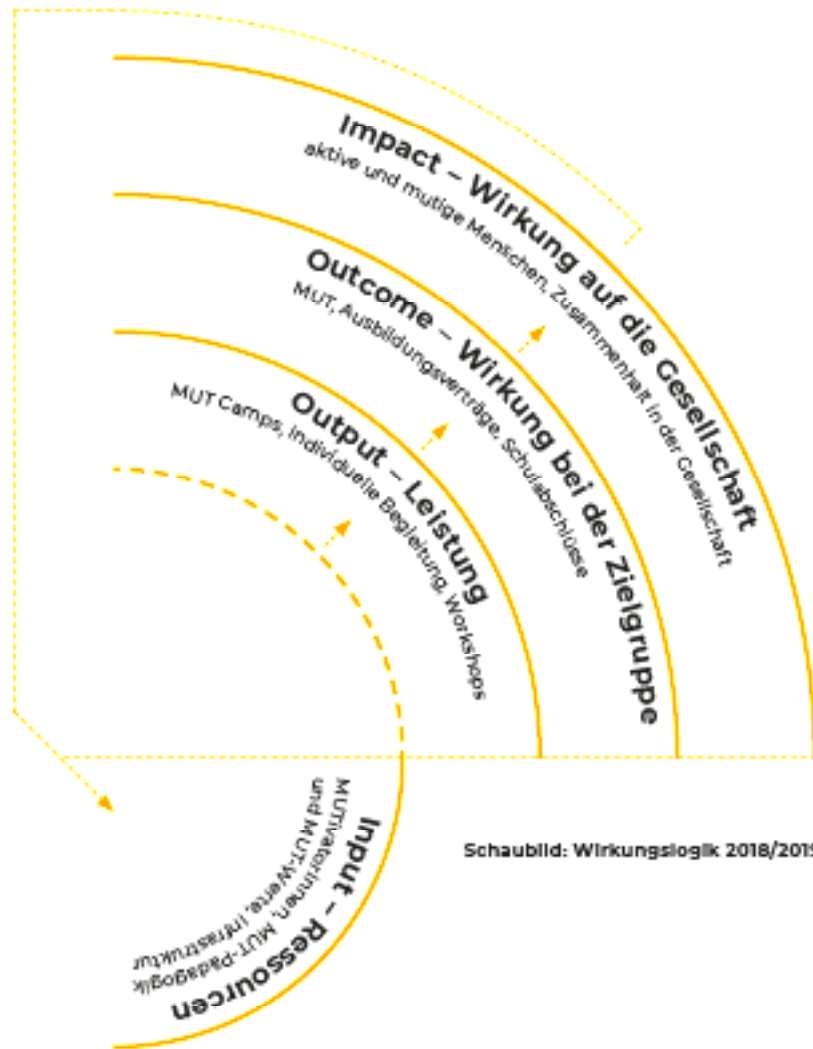 Impact – Wirkung auf die Gesellschaft
aktive und mutige Menschen, Zusammenhalt in der Gesellschaft
Outcome – Wirkung bei der Zielgruppe
MUT, Ausbildungsverträge, Schulabschlüsse
Output – Leistung
MUT Camps, individuelle Begleitung, Workshops
Input – Ressourcen
MUTivatorinnen, MUT-Pädagogik
und MUT-Werte, Infrastruktur
Schaubild: Wirkungslogik 2018/2019